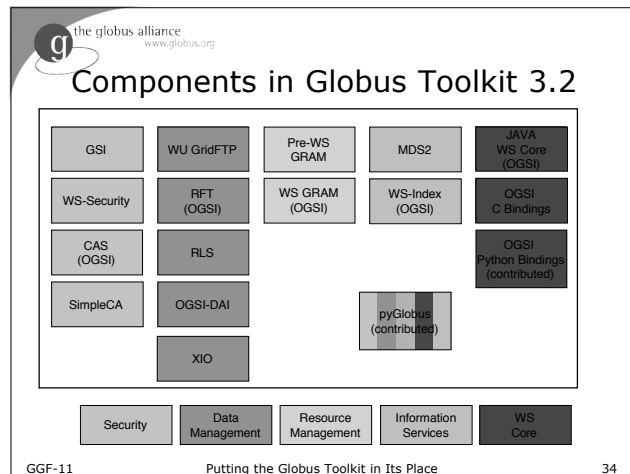 the globus alliance
www.globus.org
g
Components in Globus Toolkit 3.2
GSI
WU GridFTP
Pre-WS
GRAM
MDS2
JAVA
WS Core
(OGSI)
WS-Security
RFT
(OGSI)
WS GRAM
(OGSI)
WS-Index
(OGSI)
OGSI
C Bindings
CAS
(OGSI)
RLS
OGSI
Python Bindings
(contributed)
SimpleCA
OGSI-DAI
pyGlobus
(contributed)
XIO
Security
Data
Management
Resource
Management
Information
Services
WS
Core
GGF-11
Putting the Globus Toolkit in Its Place
34